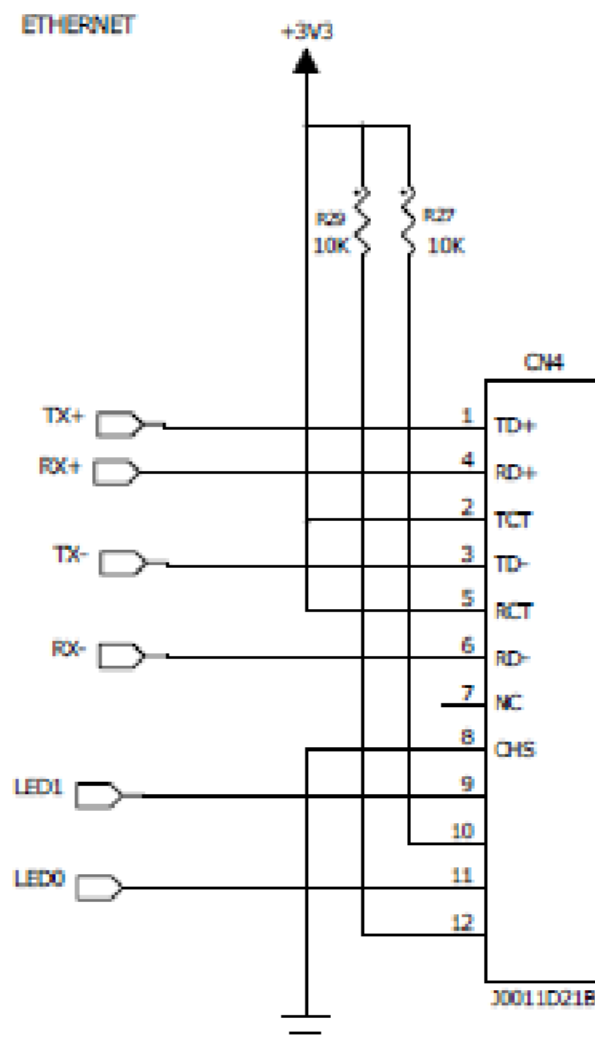 ETHERNET
+3V3
R29
10K
R27
10K
CN4
TX+
1
TD+
RX+
4
RD+
2
TCT
TX-
3
TD-
5
RCT
RX-
6
RD-
7
NC
8
CHS
LED1
9
10
LED0
11
12
J0011D21B